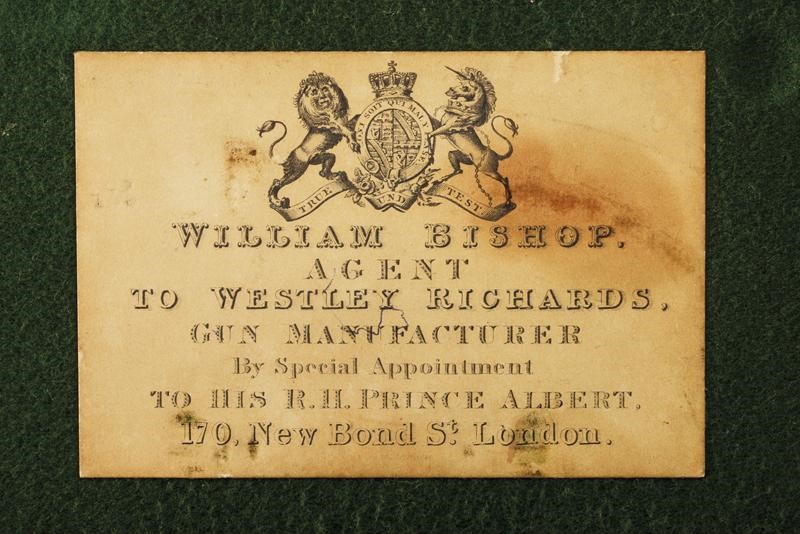 HONI SOIT QUI MAL Y
TRUE UND TEST
WILLIAM BISHOP.
AGENT
TO WESTLEY RICHARDS,
GUN MANUFACTURER
By Special Appointment
TO HIS R.H. PRINCE ALBERT.
170, New Bond St. London.